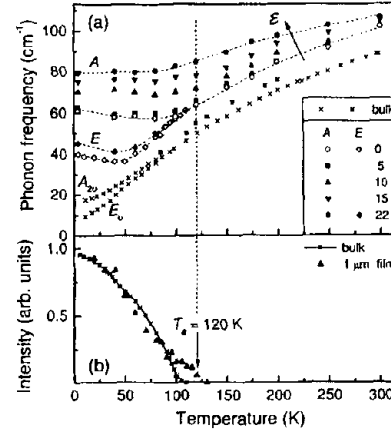 (a)
ε
Phonon frequency (cm⁻¹)
100
80
60
40
20
0
A
E
A₂ᵤ
Eᵤ
bulk
A E
0
5
10
15
22
bulk
1 μm film
Intensity (arb. units)
1.0
0.5
= 120 K
(b)
0 50 100 150 200 250 300
Temperature (K)